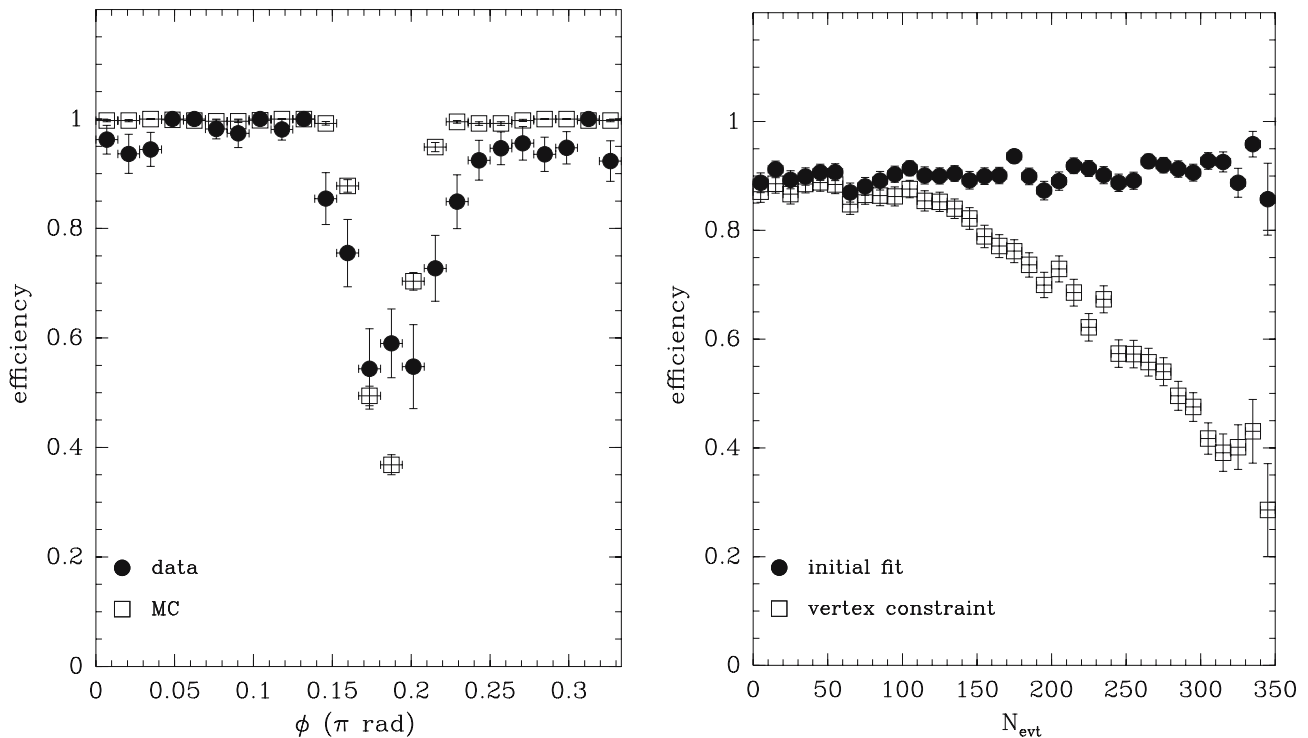 efficiency
1
0.8
0.6
0.4
0.2
0
data
MC
0 0.05 0.1 0.15 0.2 0.25 0.3
ϕ (π rad)
efficiency
1
0.8
0.6
0.4
0.2
0
initial fit
vertex constraint
0 50 100 150 200 250 300 350
N_evt